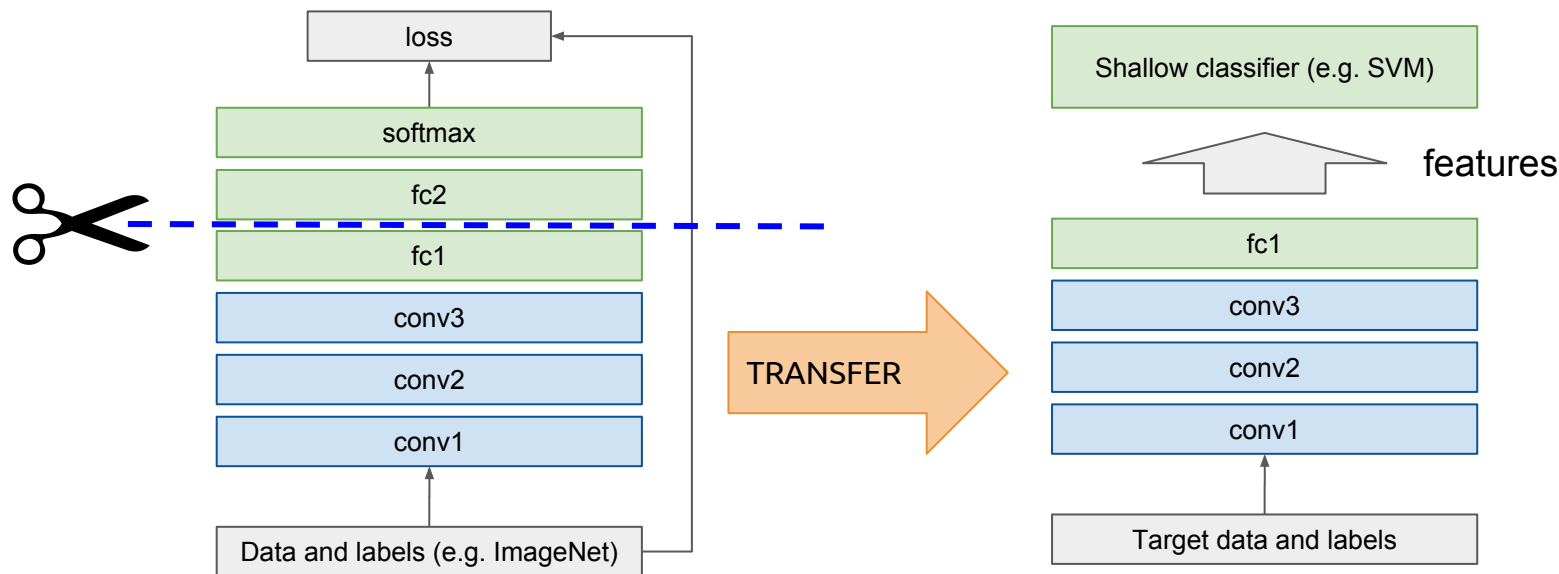 loss
softmax
fc2
fc1
conv3
conv2
conv1
Data and labels (e.g. ImageNet)
TRANSFER
Shallow classifier (e.g. SVM)
features
fc1
conv3
conv2
conv1
Target data and labels